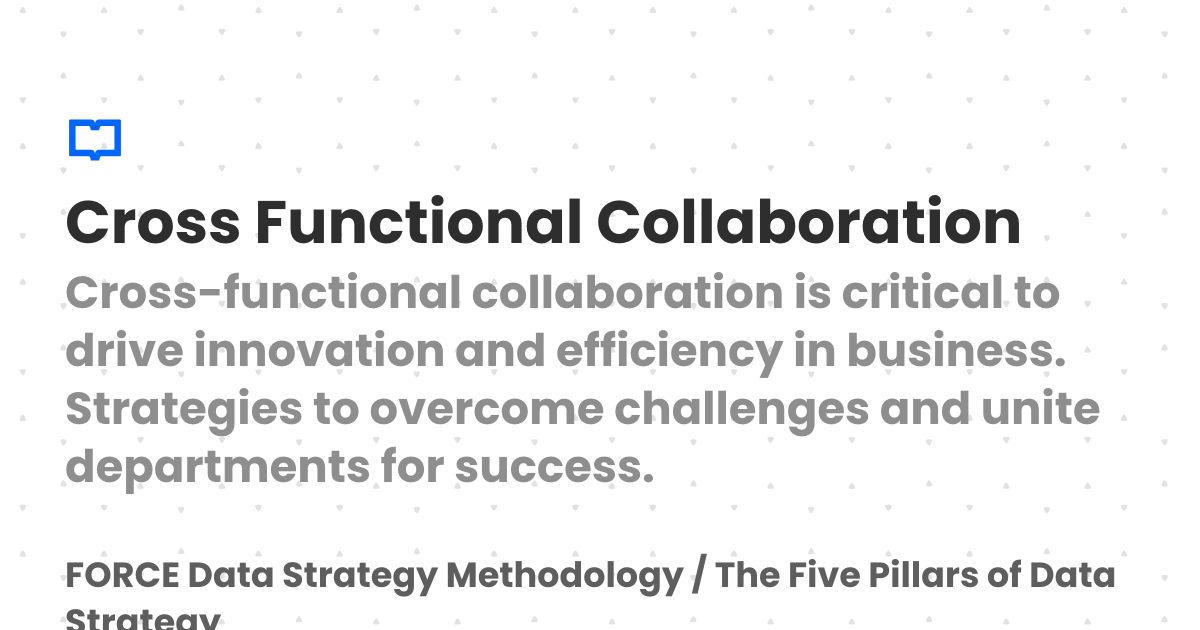 Cross Functional Collaboration
Cross-functional collaboration is critical to
drive innovation and efficiency in business.
Strategies to overcome challenges and unite
departments for success.
FORCE Data Strategy Methodology / The Five Pillars of Data
Strategy